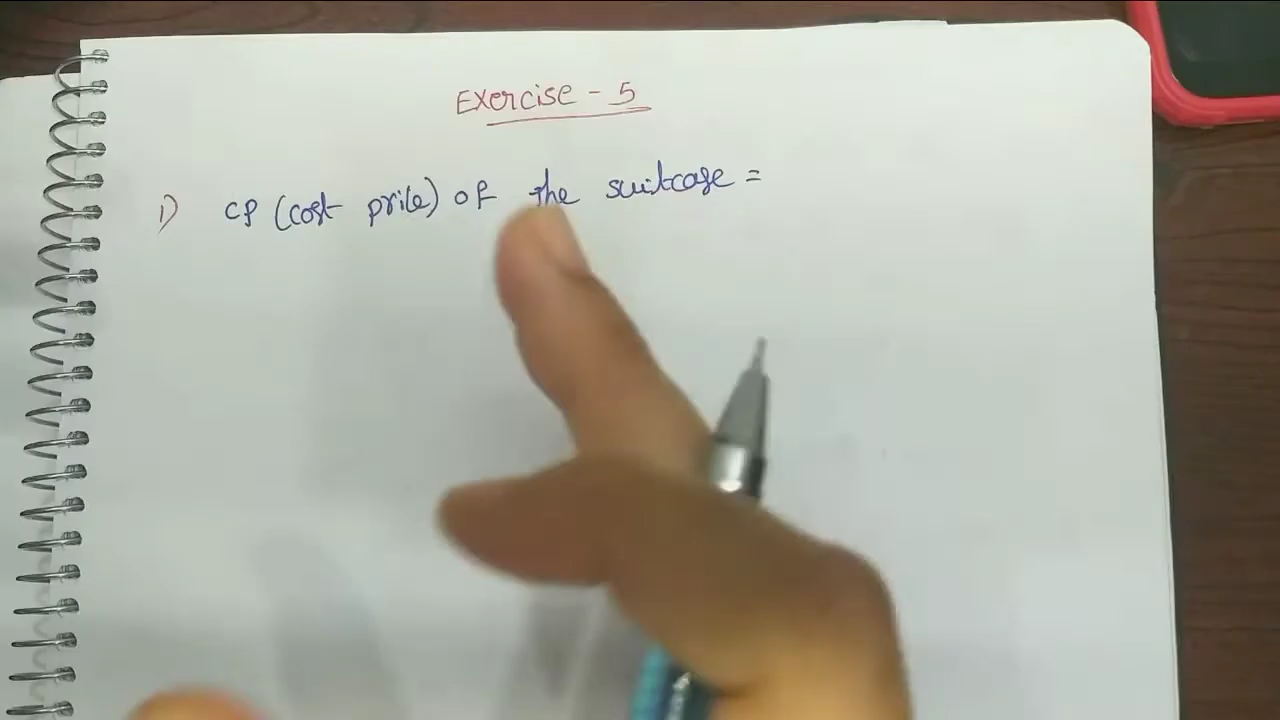 Exercise - 5
1) CP (cost price) of the suitcase =